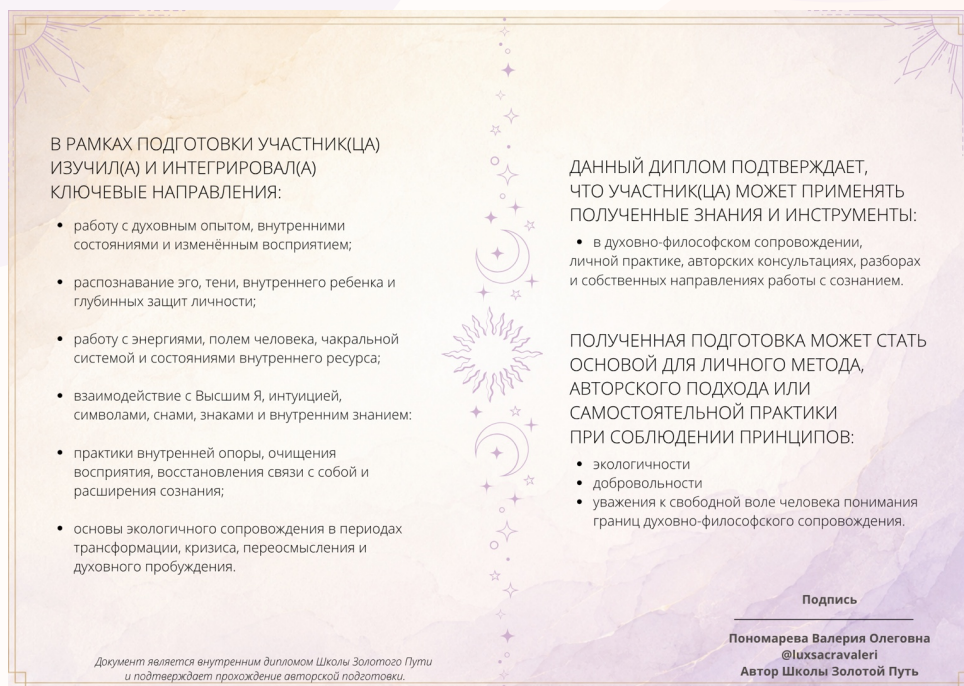 В РАМКАХ ПОДГОТОВКИ УЧАСТНИК(ЦА)
ИЗУЧИЛ(А) И ИНТЕГРИРОВАЛ(А)
КЛЮЧЕВЫЕ НАПРАВЛЕНИЯ:
• работу с духовным опытом, внутренними
состояниями и изменённым восприятием;
• распознавание эго, тени, внутреннего ребенка и
глубинных защит личности;
• работу с энергиями, полем человека, чакральной
системой и состояниями внутреннего ресурса;
• взаимодействие с Высшим Я, интуицией,
символами, снами, знаками и внутренним знанием:
• практики внутренней опоры, очищения
восприятия, восстановления связи с собой и
расширения сознания;
• основы экологичного сопровождения в периодах
трансформации, кризиса, переосмысления и
духовного пробуждения.
Документ является внутренним дипломом Школы Золотого Пути
и подтверждает прохождение авторской подготовки.
ДАННЫЙ ДИПЛОМ ПОДТВЕРЖДАЕТ,
ЧТО УЧАСТНИК(ЦА) МОЖЕТ ПРИМЕНЯТЬ
ПОЛУЧЕННЫЕ ЗНАНИЯ И ИНСТРУМЕНТЫ:
• в духовно-философском сопровождении,
личной практике, авторских консультациях, разборах
и собственных направлениях работы с сознанием.
ПОЛУЧЕННАЯ ПОДГОТОВКА МОЖЕТ СТАТЬ
ОСНОВОЙ ДЛЯ ЛИЧНОГО МЕТОДА,
АВТОРСКОГО ПОДХОДА ИЛИ
САМОСТОЯТЕЛЬНОЙ ПРАКТИКИ
ПРИ СОБЛЮДЕНИИ ПРИНЦИПОВ:
• экологичности
• добровольности
• уважения к свободной воле человека понимания
границ духовно-философского сопровождения.
Подпись
Пономарева Валерия Олеговна
@luxsacravaleri
Автор Школы Золотой Путь